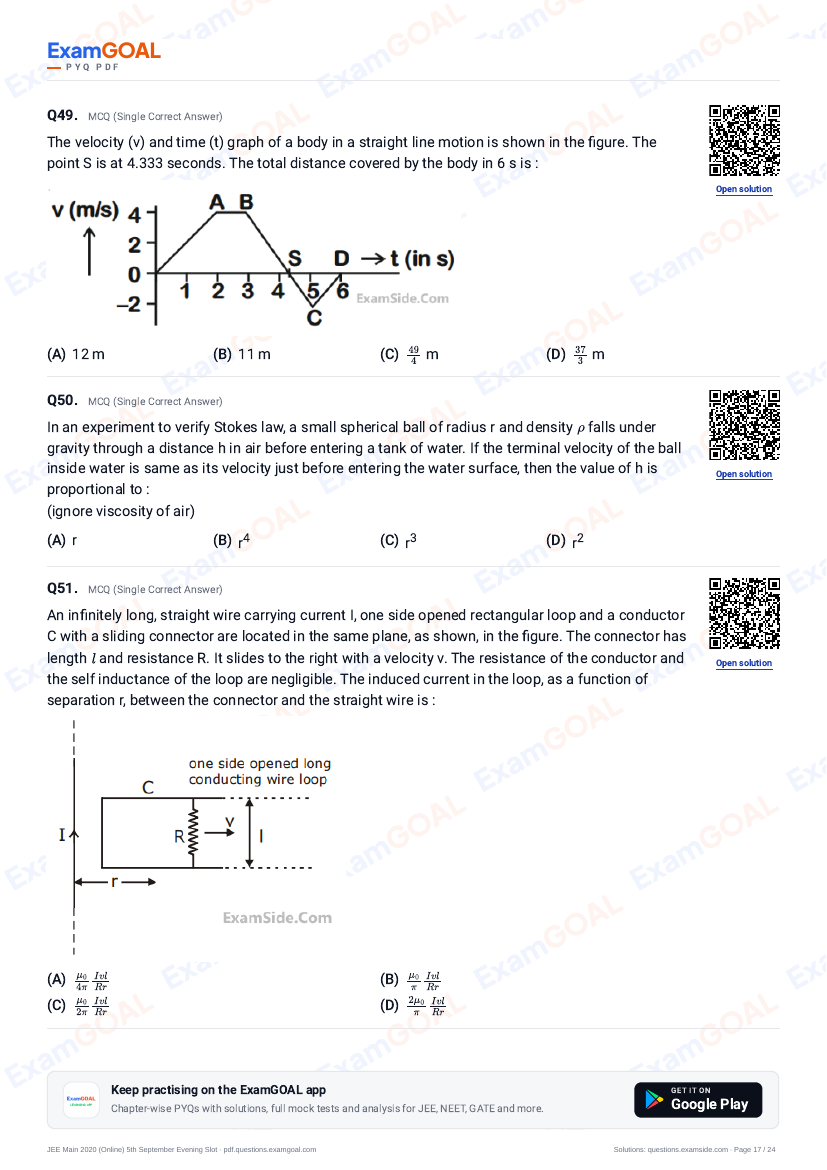 ExamGOAL
PYQ PDF
Q49. MCQ (Single Correct Answer)
The velocity (v) and time (t) graph of a body in a straight line motion is shown in the figure. The
point S is at 4.333 seconds. The total distance covered by the body in 6 s is :
Open solution
v (m/s) 4 A B
2
0 S D → t (in s)
1 2 3 4 5 6
–2 C
ExamSide.Com
(A) 12 m (B) 11 m (C) 49/4 m (D) 37/3 m
Q50. MCQ (Single Correct Answer)
In an experiment to verify Stokes law, a small spherical ball of radius r and density ρ falls under
gravity through a distance h in air before entering a tank of water. If the terminal velocity of the ball
inside water is same as its velocity just before entering the water surface, then the value of h is
proportional to :
(ignore viscosity of air)
Open solution
(A) r (B) r⁴ (C) r³ (D) r²
Q51. MCQ (Single Correct Answer)
An infinitely long, straight wire carrying current I, one side opened rectangular loop and a conductor
C with a sliding connector are located in the same plane, as shown, in the figure. The connector has
length l and resistance R. It slides to the right with a velocity v. The resistance of the conductor and
the self inductance of the loop are negligible. The induced current in the loop, as a function of
separation r, between the connector and the straight wire is :
Open solution
one side opened long
conducting wire loop
C
I R v l
r
ExamSide.Com
(A) μ₀/4π Ivl/Rr (B) μ₀/π Ivl/Rr
(C) μ₀/2π Ivl/Rr (D) 2μ₀/π Ivl/Rr
ExamGOAL
Keep practising on the ExamGOAL app
Chapter-wise PYQs with solutions, full mock tests and analysis for JEE, NEET, GATE and more.
GET IT ON
Google Play
JEE Main 2020 (Online) 5th September Evening Slot · pdf.questions.examgoal.com
Solutions: questions.examside.com · Page 17 / 24